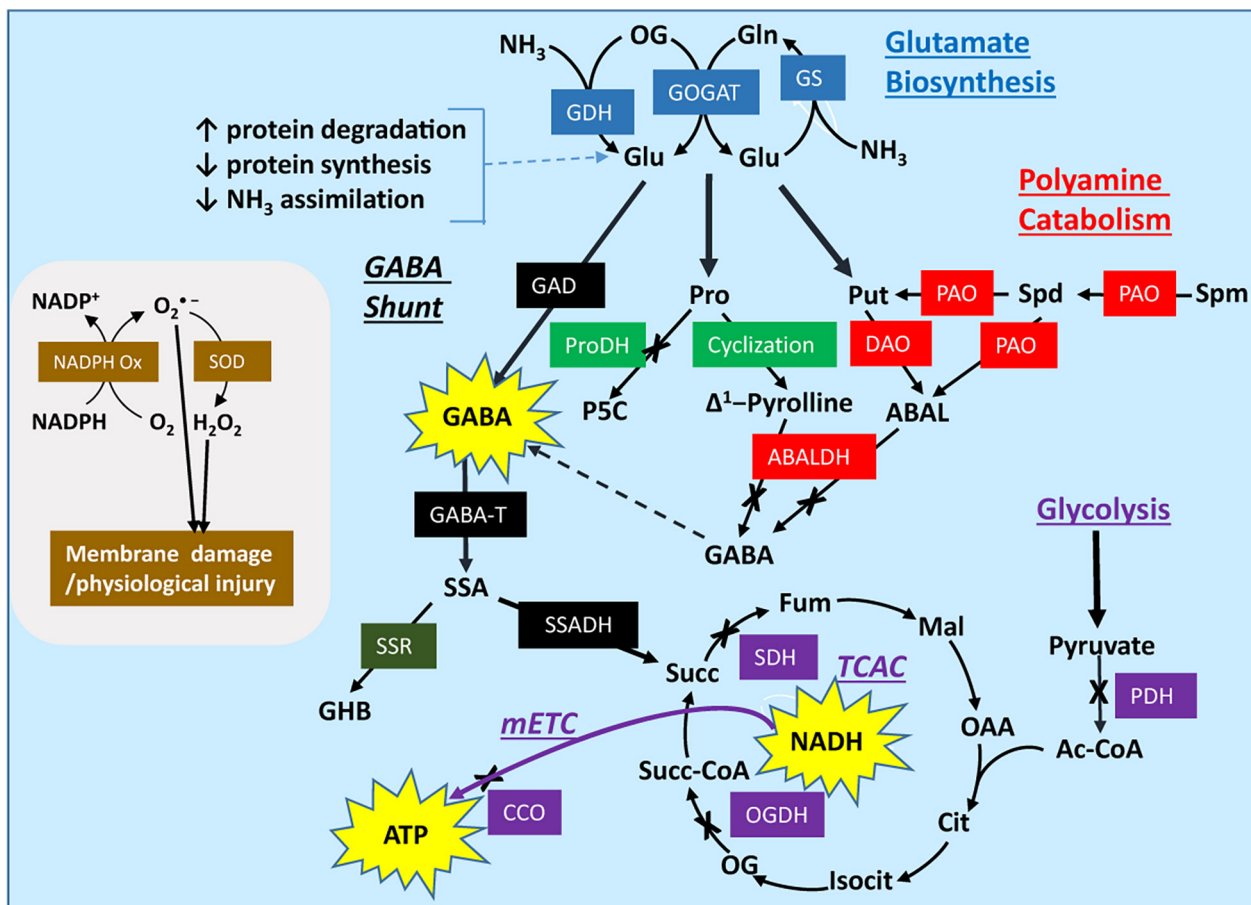 NH₃
OG
Gln
Glutamate
Biosynthesis
GDH
GOGAT
GS
↑ protein degradation
↓ protein synthesis
↓ NH₃ assimilation
Glu
Glu
NH₃
Polyamine
Catabolism
GABA
Shunt
GAD
Pro
Put
PAO
Spd
PAO
Spm
NADP⁺
O₂•⁻
NADPH Ox
SOD
NADPH
O₂
H₂O₂
Membrane damage
/physiological injury
ProDH
Cyclization
DAO
PAO
P5C
Δ¹–Pyrolline
ABAL
GABA
ABALDH
GABA-T
GABA
Glycolysis
SSA
SSADH
SSR
GHB
Fum
Mal
Succ
SDH
TCAC
Pyruvate
PDH
mETC
NADH
OAA
Ac-CoA
Succ-CoA
CCO
ATP
OGDH
Cit
OG
Isocit